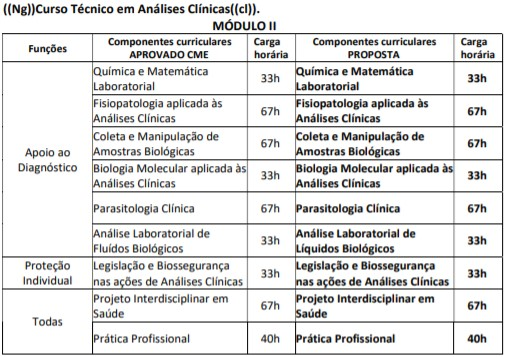 ((Ng))Curso Técnico em Análises Clínicas((cl)).
MÓDULO II
Funções
Componentes curriculares
APROVADO CME
Carga
horária
Componentes curriculares
PROPOSTA
Carga
horária
Apoio ao
Diagnóstico
Química e Matemática
Laboratorial
33h
Química e Matemática
Laboratorial
33h
Fisiopatologia aplicada às
Análises Clínicas
67h
Fisiopatologia aplicada às
Análises Clínicas
67h
Coleta e Manipulação de
Amostras Biológicas
67h
Coleta e Manipulação de
Amostras Biológicas
67h
Biologia Molecular aplicada às
Análises Clínicas
33h
Biologia Molecular aplicada às
Análises Clínicas
33h
Parasitologia Clínica
67h
Parasitologia Clínica
67h
Análise Laboratorial de
Fluídos Biológicos
33h
Análise Laboratorial de
Líquidos Biológicos
33h
Proteção
Individual
Legislação e Biossegurança
nas ações de Análises Clínicas
33h
Legislação e Biossegurança
nas ações de Análises Clínicas
33h
Todas
Projeto Interdisciplinar em
Saúde
67h
Projeto Interdisciplinar em
Saúde
67h
Prática Profissional
40h
Prática Profissional
40h